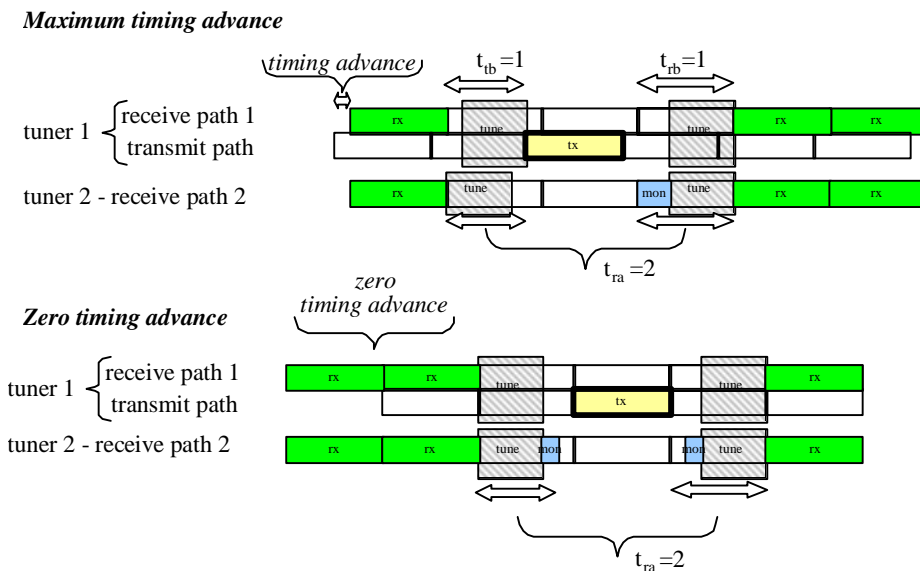 Maximum timing advance
timing advance
t_tb=1
t_rb=1
tuner 1
receive path 1
transmit path
rx
tune
tune
rx
rx
tx
tuner 2 - receive path 2
rx
tune
mon
tune
rx
rx
t_ra=2
Zero timing advance
zero
timing advance
tuner 1
receive path 1
transmit path
rx
rx
tune
tune
rx
tx
tuner 2 - receive path 2
rx
rx
tune
mon
mon
tune
rx
t_ra=2